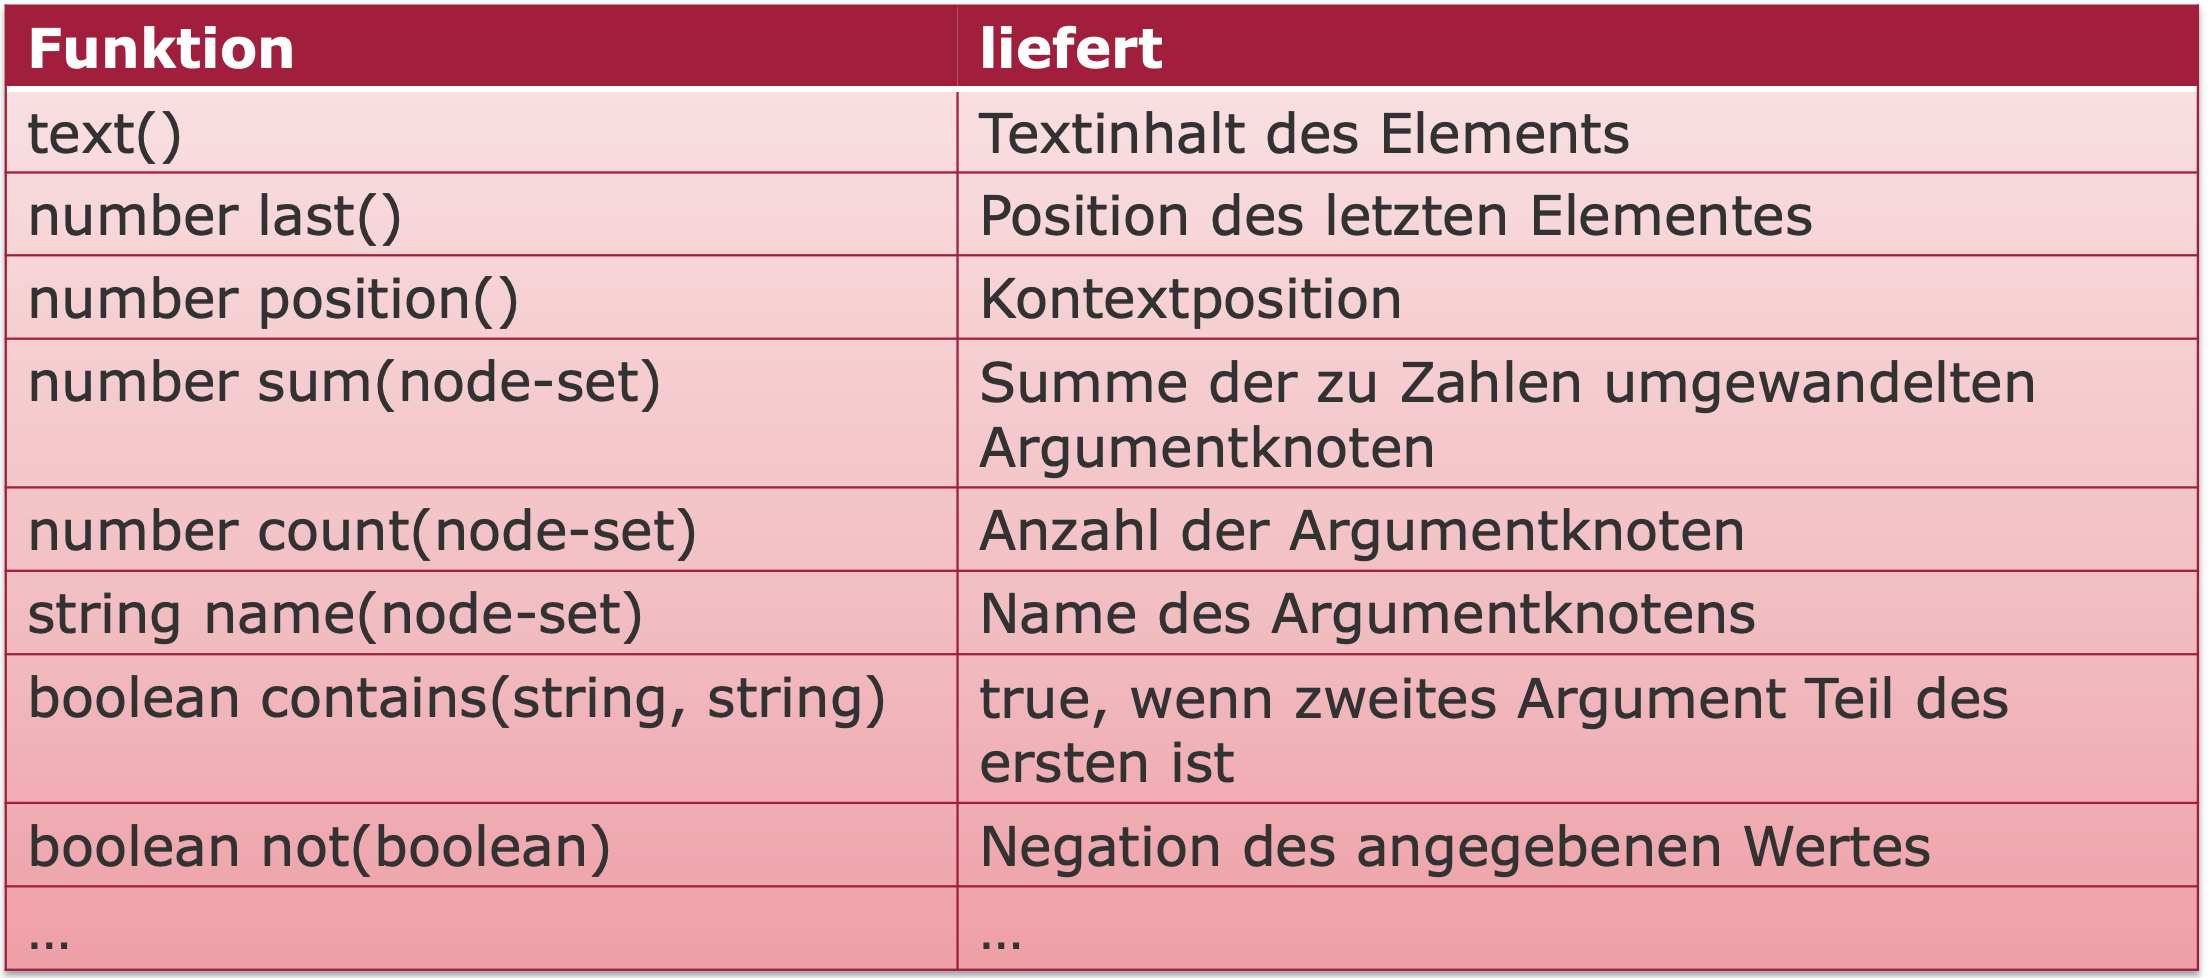 Funktion liefert
text() Textinhalt des Elements
number last() Position des letzten Elementes
number position() Kontextposition
number sum(node-set) Summe der zu Zahlen umgewandelten
Argumentknoten
number count(node-set) Anzahl der Argumentknoten
string name(node-set) Name des Argumentknotens
boolean contains(string, string) true, wenn zweites Argument Teil des
ersten ist
boolean not(boolean) Negation des angegebenen Wertes
... ...